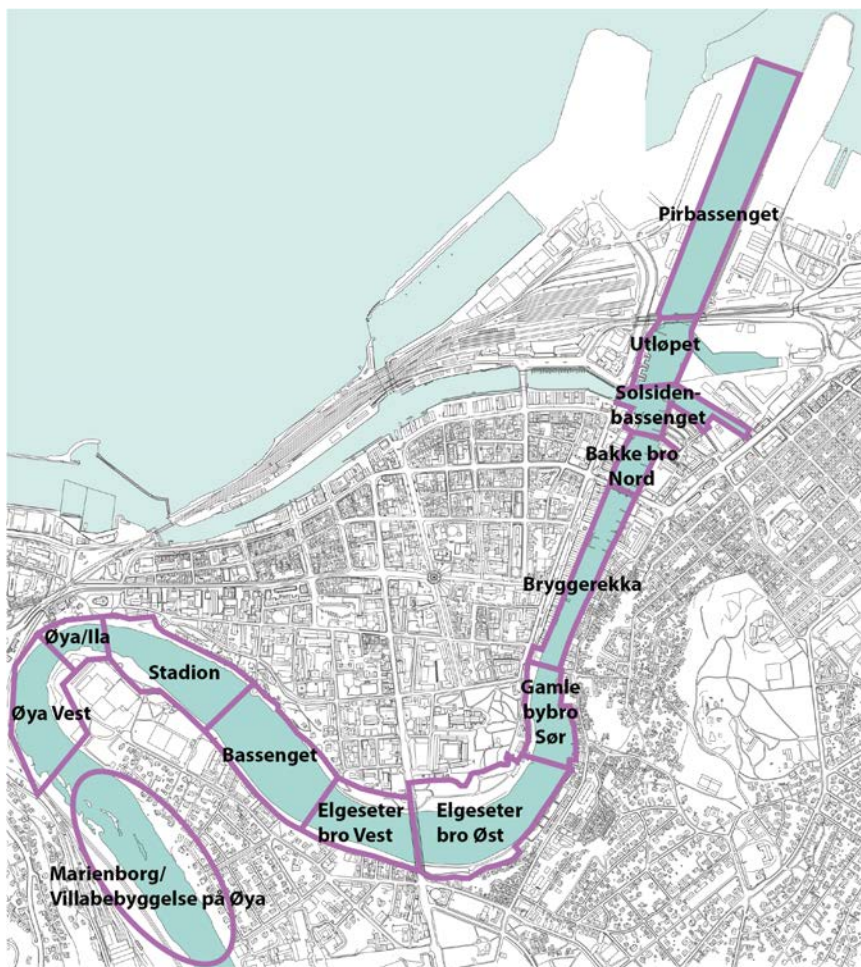 Pirbassenget
Utløpet
Solsiden-
bassenget
Bakke bro
Nord
Bryggerekka
Øya/Ila
Stadion
Gamle
bybro
Sør
Øya Vest
Bassenget
Elgeseter
bro Vest
Elgeseter
bro Øst
Marienborg/
Villabebyggelse på Øya